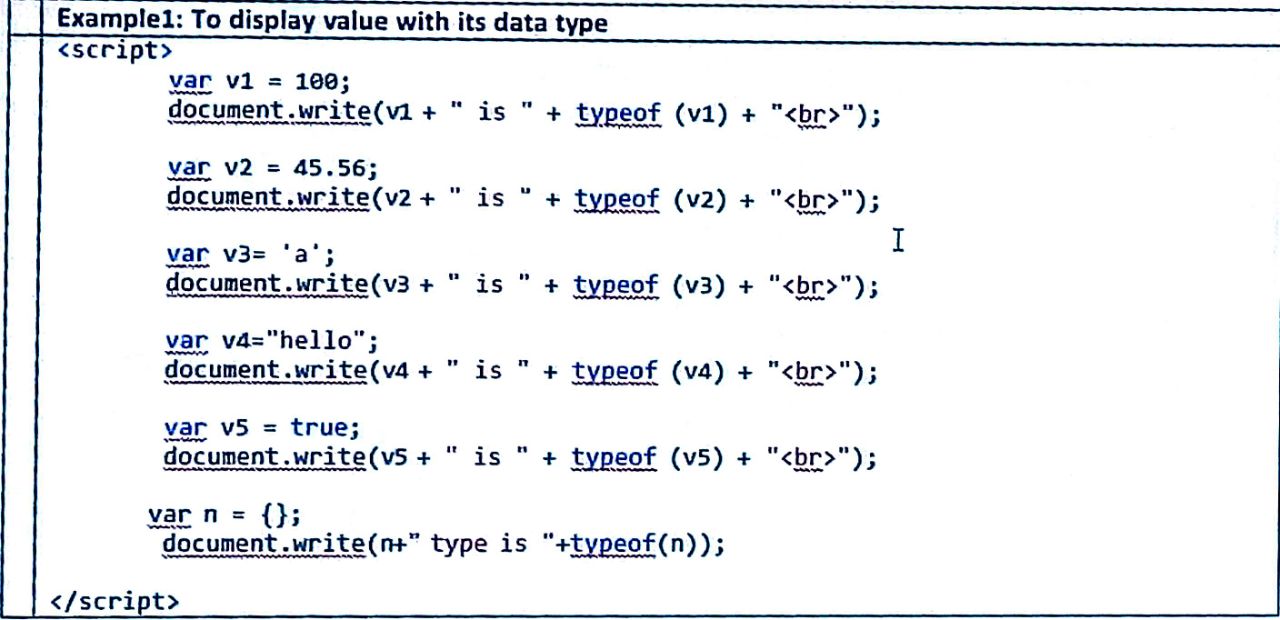 Example1: To display value with its data type
<script>
var v1 = 100;
document.write(v1 + " is " + typeof (v1) + "<br>");
var v2 = 45.56;
document.write(v2 + " is " + typeof (v2) + "<br>");
var v3= 'a';
document.write(v3 + " is " + typeof (v3) + "<br>");
var v4="hello";
document.write(v4 + " is " + typeof (v4) + "<br>");
var v5 = true;
document.write(v5 + " is " + typeof (v5) + "<br>");
var n = {};
document.write(n+" type is "+typeof(n));
</script>